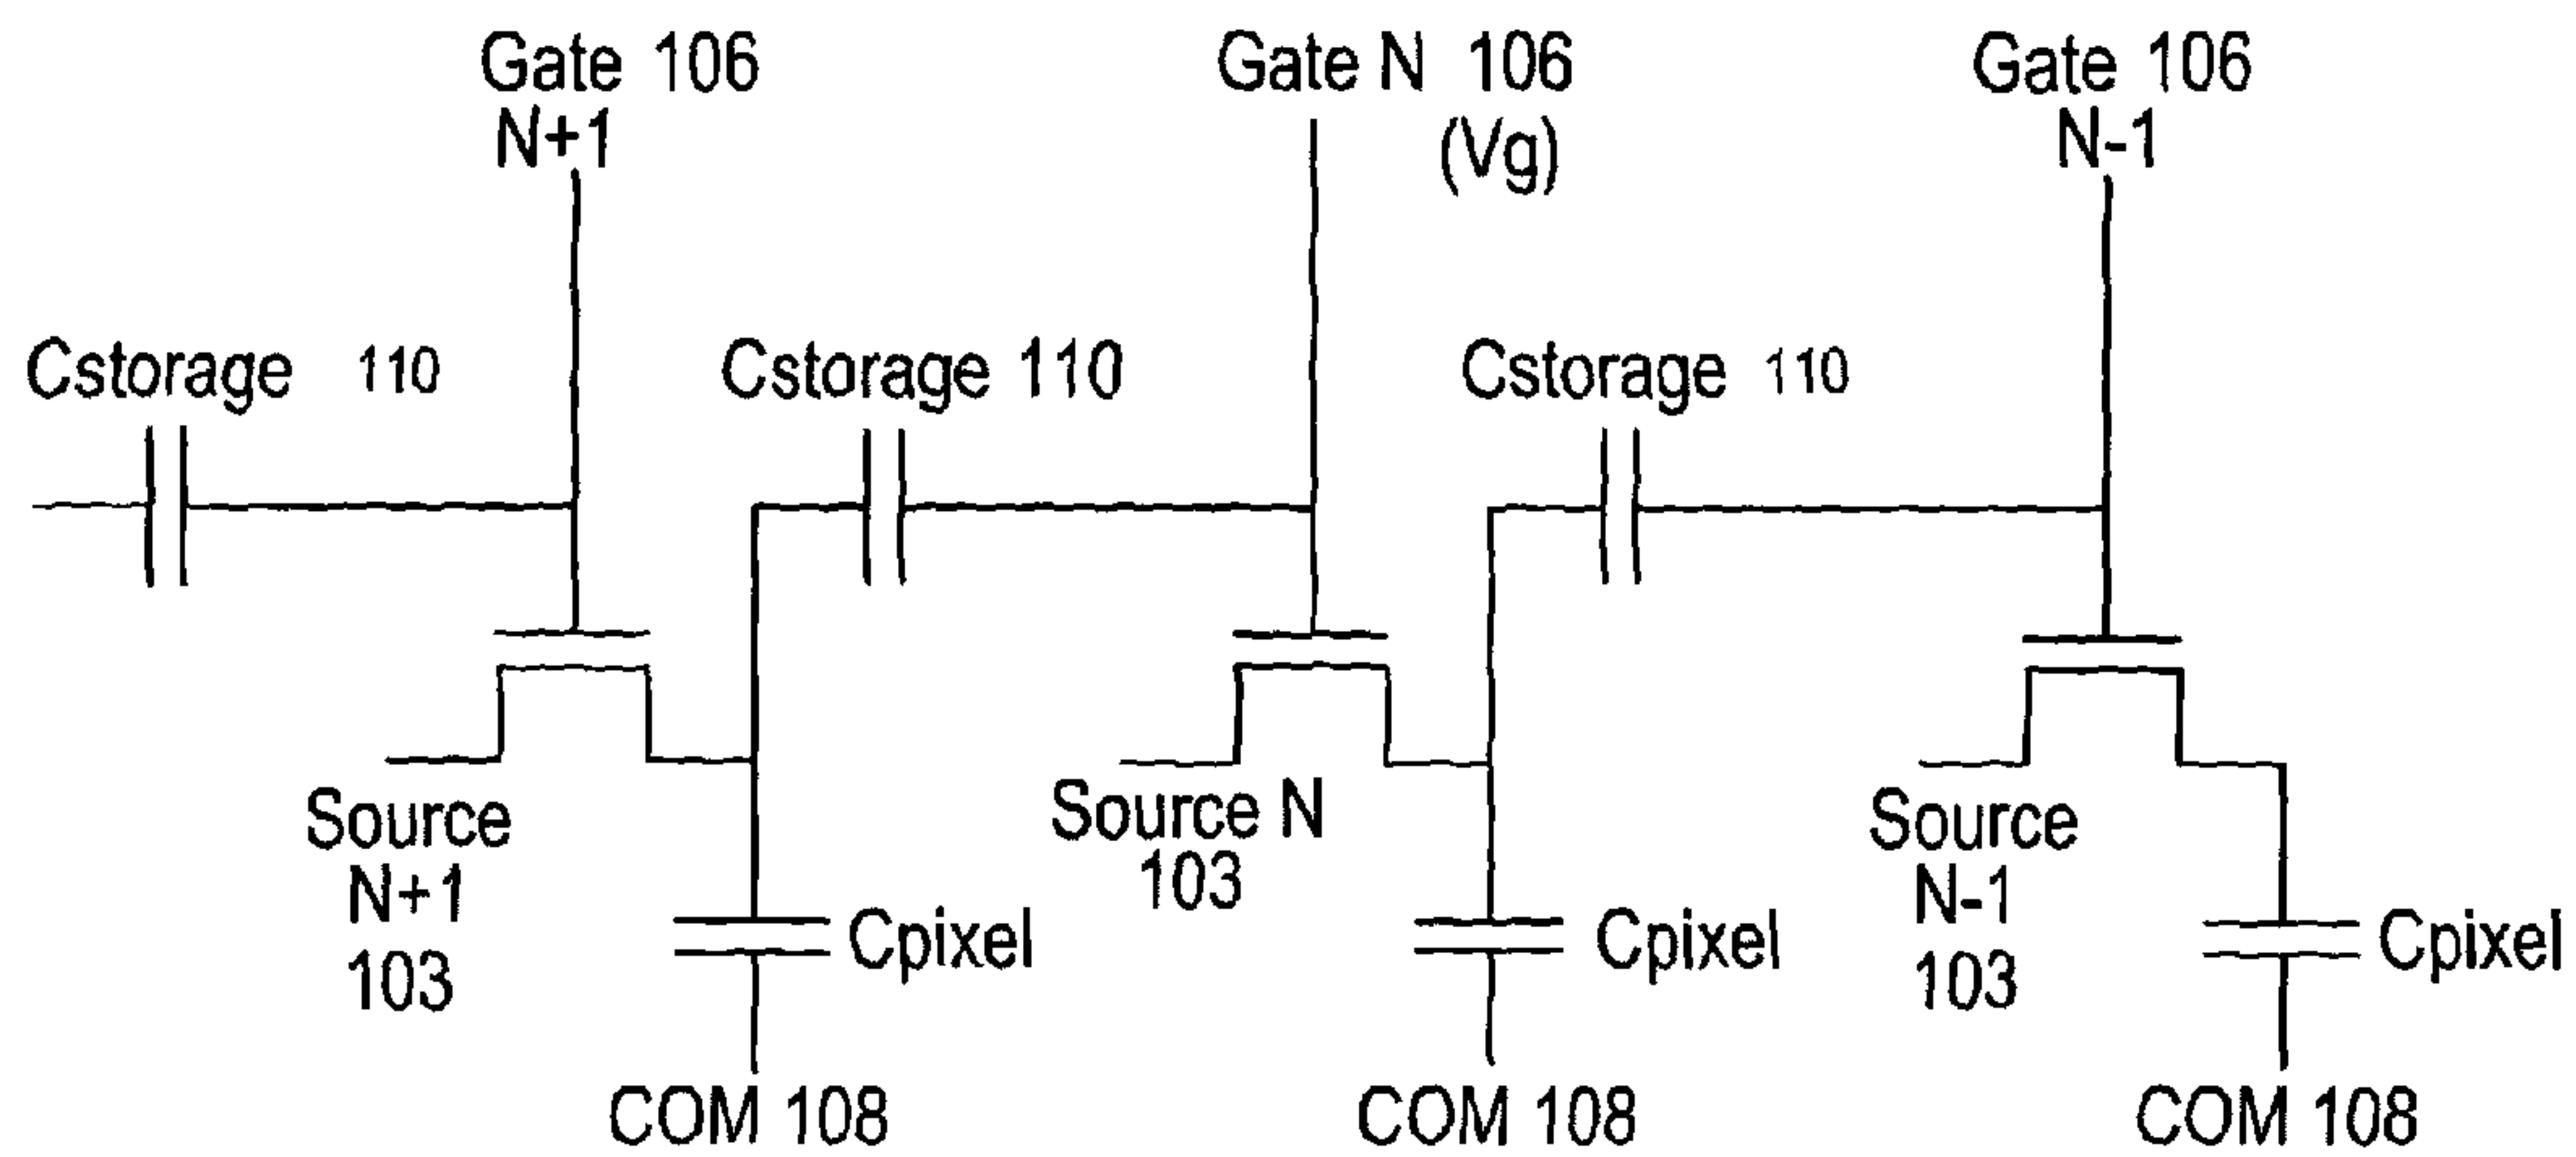 Gate 106
N+1
Gate N 106
(Vg)
Gate 106
N-1
Cstorage 110
Cstorage 110
Cstorage 110
Source
N+1
103
Source N
103
Source
N-1
103
Cpixel
Cpixel
Cpixel
COM 108
COM 108
COM 108